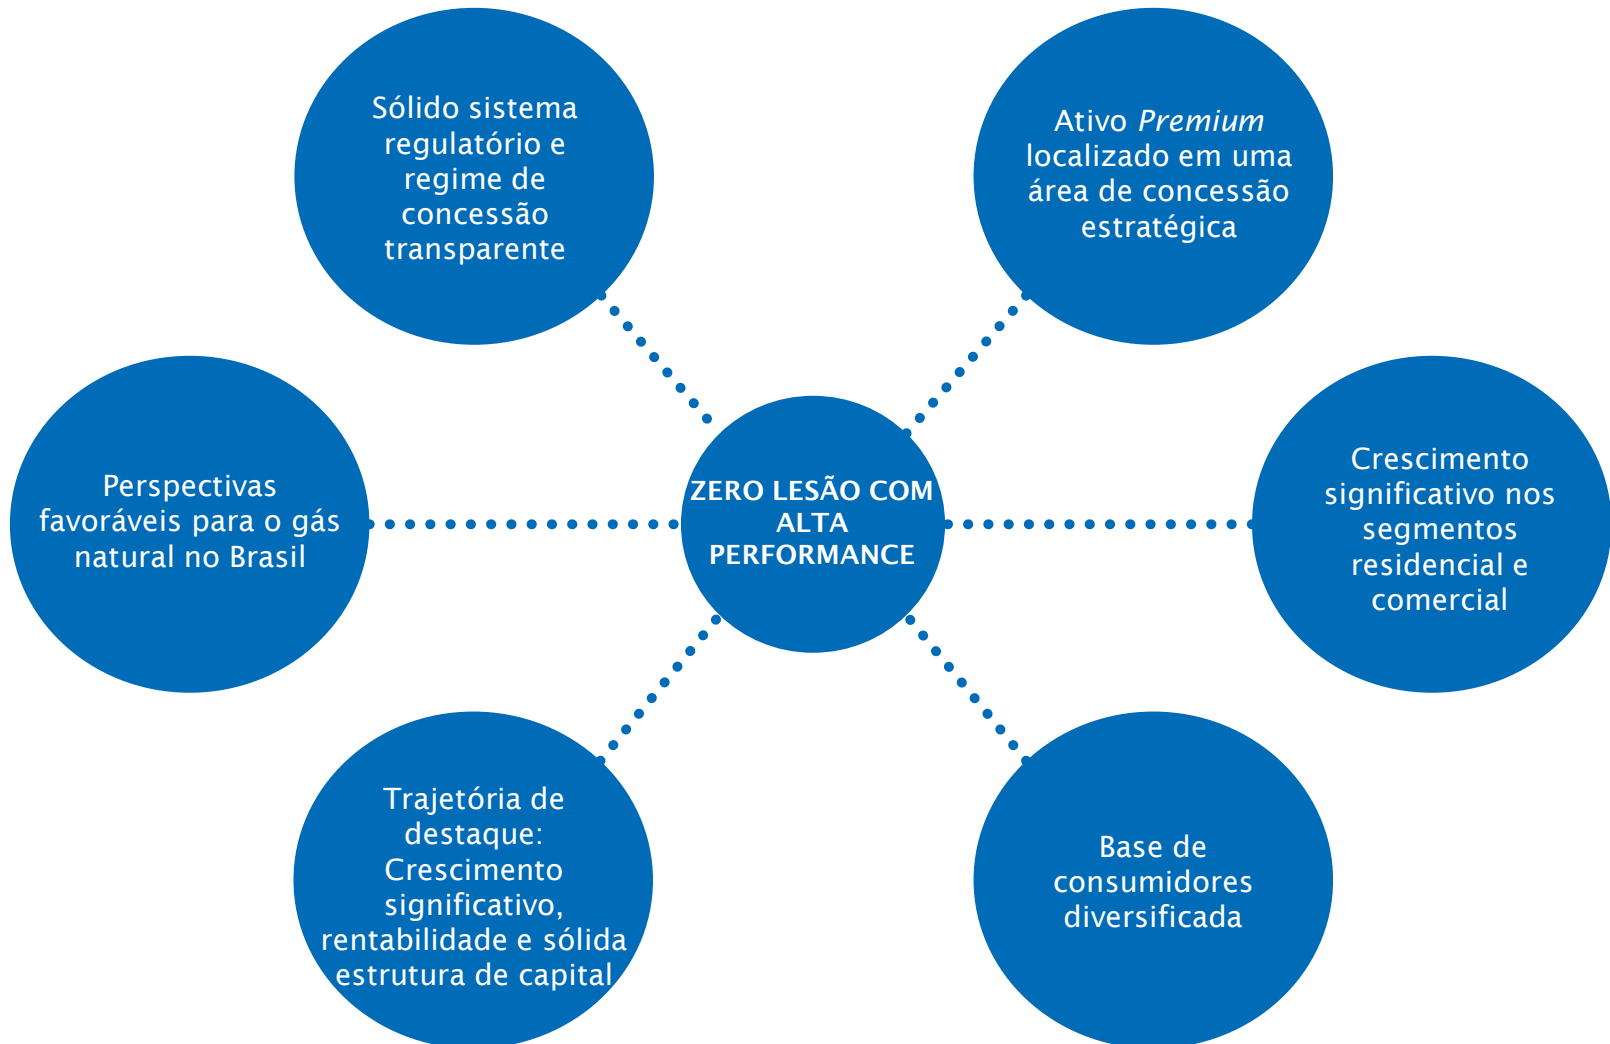 Sólido sistema
regulatório e
regime de
concessão
transparente
Ativo Premium
localizado em uma
área de concessão
estratégica
Perspectivas
favoráveis para o gás
natural no Brasil
ZERO LESÃO COM
ALTA
PERFORMANCE
Crescimento
significativo nos
segmentos
residencial e
comercial
Trajetória de
destaque:
Crescimento
significativo,
rentabilidade e sólida
estrutura de capital
Base de
consumidores
diversificada